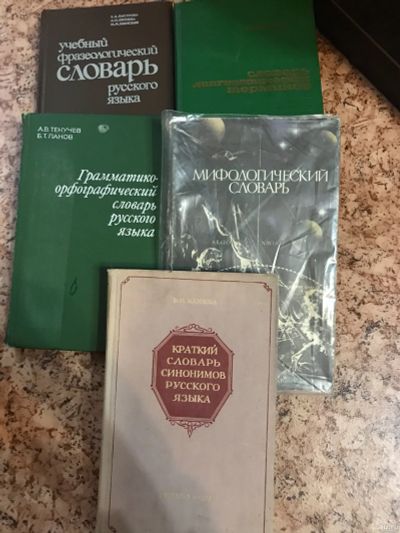 учебный
фразеологический
СЛОВАРЬ
русского
языка
СЛОВАРЬ
А.В.ТЕКУЧЕВ
Б.Т.ПАНОВ
Грамматико-
орфографический
словарь
русского
языка
МИФОЛОГИЧЕСКИЙ
СЛОВАРЬ
КРАТКИЙ
СЛОВАРЬ
СИНОНИМОВ
РУССКОГО
ЯЗЫКА